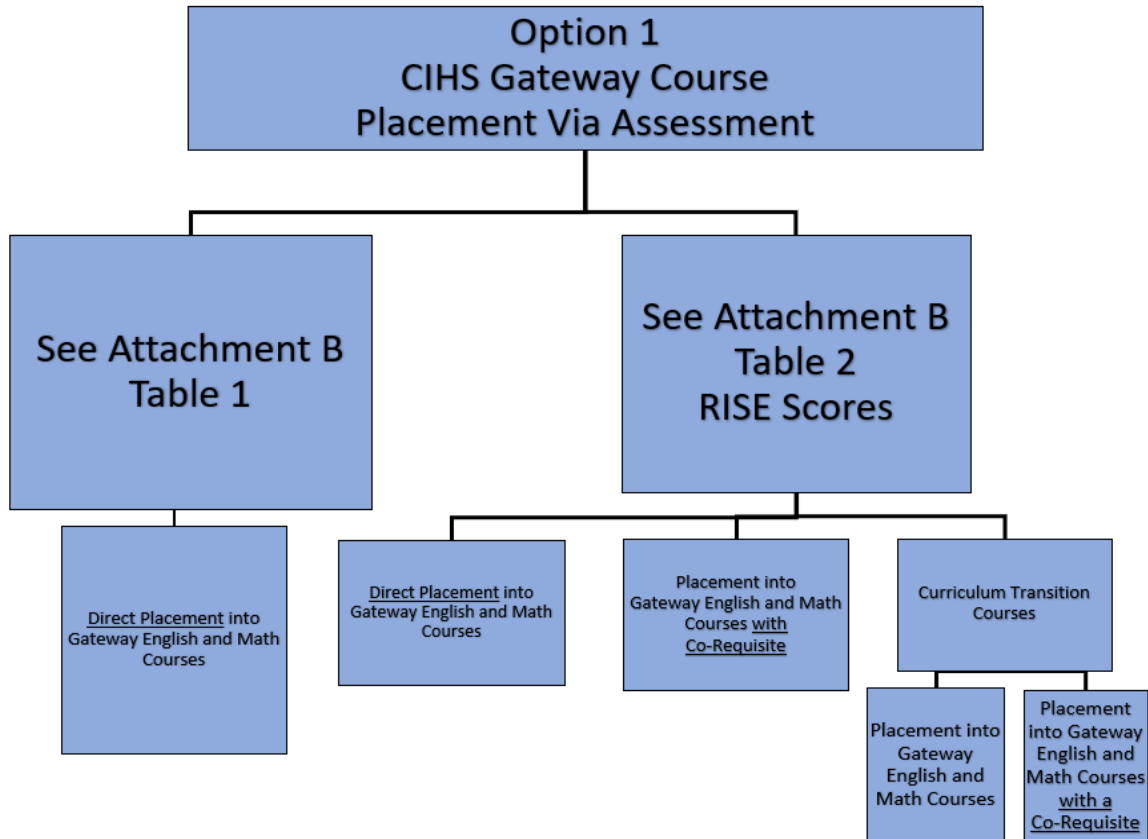 Option 1
CIHS Gateway Course
Placement Via Assessment
See Attachment B
Table 1
See Attachment B
Table 2
RISE Scores
Direct Placement into
Gateway English and Math
Courses
Direct Placement into
Gateway English and Math
Courses
Placement into
Gateway English and Math
Courses with
Co-Requisite
Curriculum Transition
Courses
Placement into
Gateway
English and
Math Courses
Placement
into Gateway
English and
Math Courses
with a
Co-Requisite